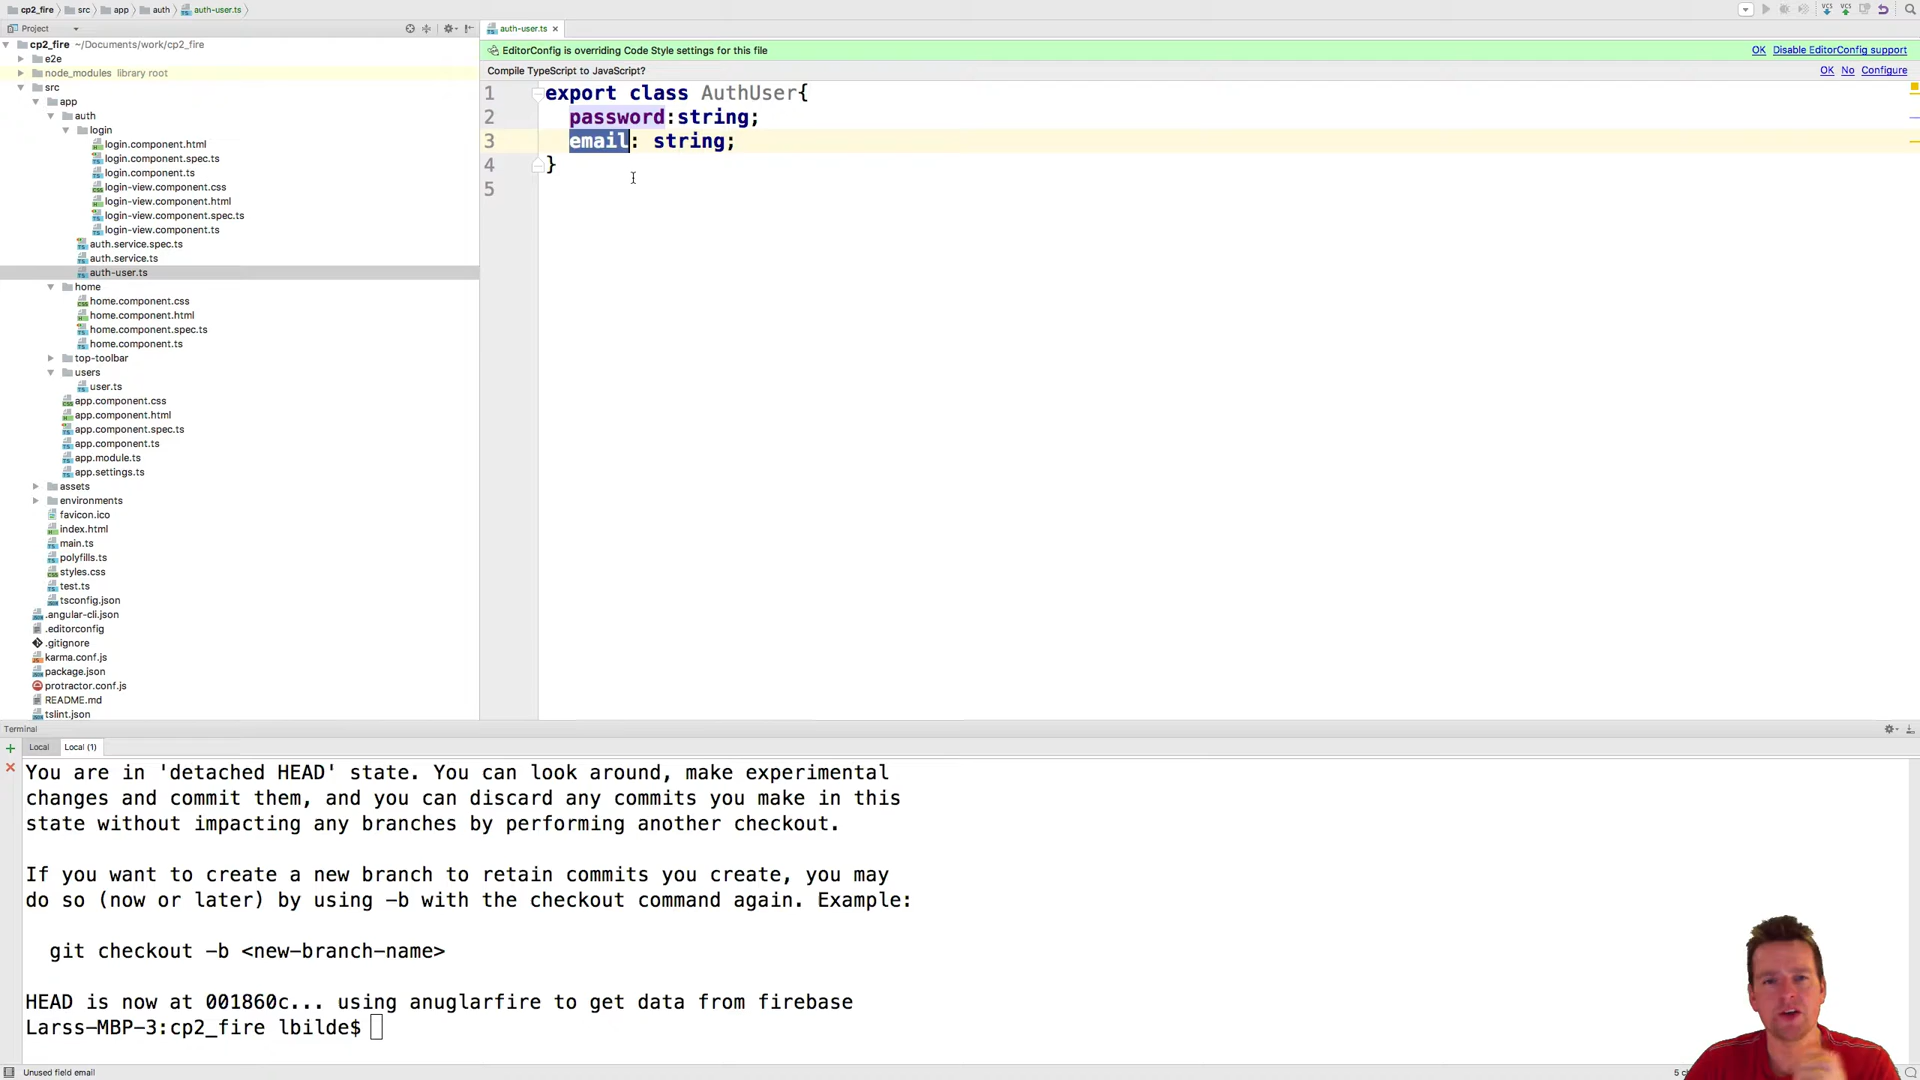 cp2_fire src app auth auth-user.ts
Project
auth-user.ts
cp2_fire ~/Documents/work/cp2_fire
e2e
node_modules library root
src
app
auth
login
login.component.html
login.component.spec.ts
login.component.ts
login-view.component.css
login-view.component.html
login-view.component.spec.ts
login-view.component.ts
auth.service.spec.ts
auth.service.ts
auth-user.ts
home
home.component.css
home.component.html
home.component.spec.ts
home.component.ts
top-toolbar
users
user.ts
app.component.css
app.component.html
app.component.spec.ts
app.component.ts
app.module.ts
app.settings.ts
assets
environments
favicon.ico
index.html
main.ts
polyfills.ts
styles.css
test.ts
tsconfig.json
.angular-cli.json
.editorconfig
.gitignore
karma.conf.js
package.json
protractor.conf.js
README.md
tslint.json
EditorConfig is overriding Code Style settings for this file OK Disable EditorConfig support
Compile TypeScript to JavaScript? OK No Configure
1 export class AuthUser{
2 password:string;
3 email: string;
4 }
5
Terminal
Local Local (1)
You are in 'detached HEAD' state. You can look around, make experimental
changes and commit them, and you can discard any commits you make in this
state without impacting any branches by performing another checkout.
If you want to create a new branch to retain commits you create, you may
do so (now or later) by using -b with the checkout command again. Example:
git checkout -b <new-branch-name>
HEAD is now at 001860c... using anuglarfire to get data from firebase
Larss-MBP-3:cp2_fire lbilde$
Unused field email